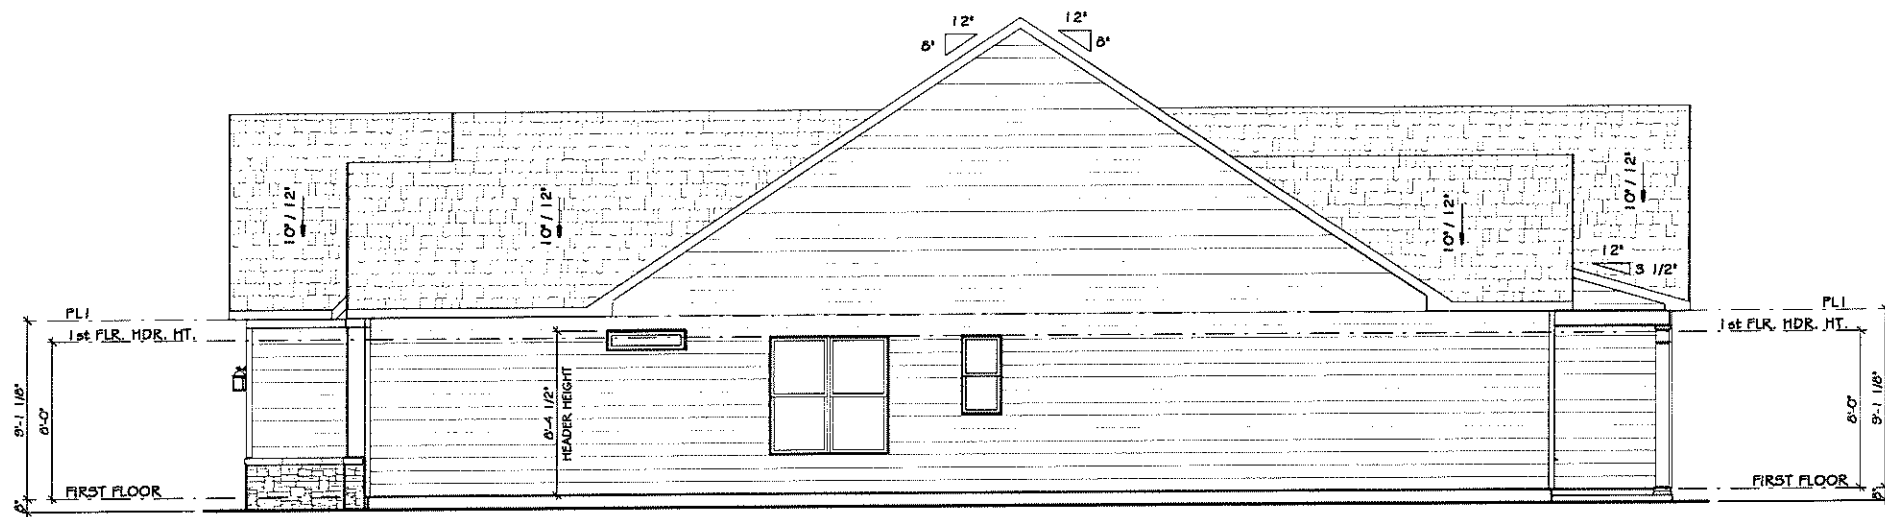 12" 12"
8" 8"
10" / 12"
10" / 12"
10" / 12"
10" / 12"
12"
3 1/2"
PL1
PL1
1st FLR. HDR. HT.
1st FLR. HDR. HT.
9'-1 1/8"
8'-0"
8'-4 1/2"
HEADER HEIGHT
8'-0"
9'-1 1/8"
FIRST FLOOR
FIRST FLOOR
8"
8"